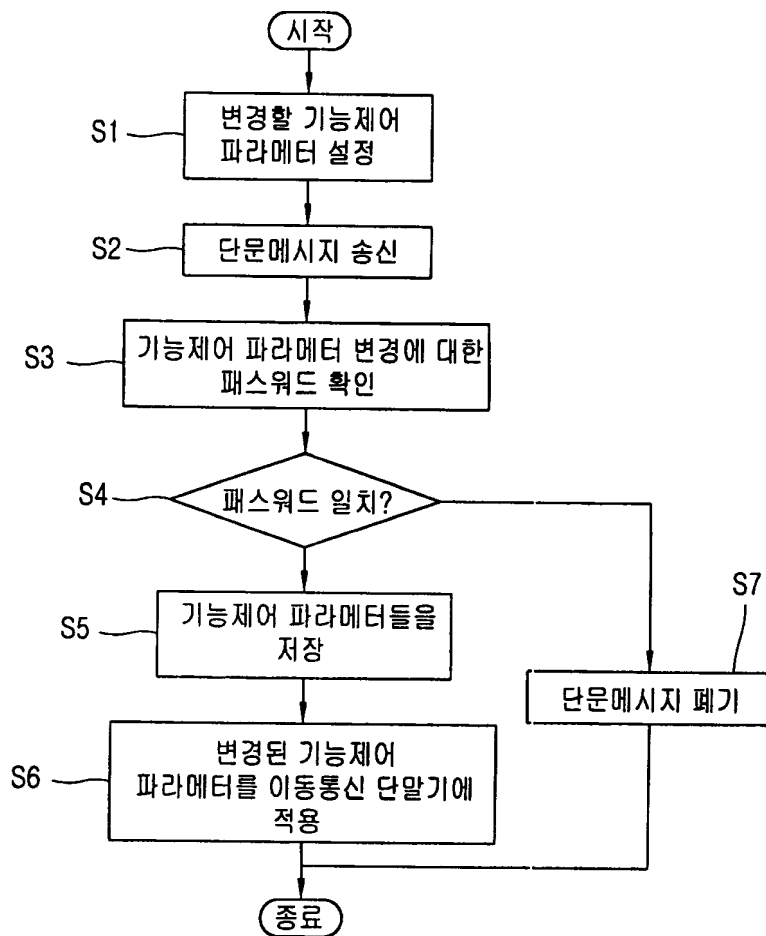 시작
S1
변경할 기능제어
파라메터 설정
S2
단문메시지 송신
S3
기능제어 파라메터 변경에 대한
패스워드 확인
S4
패스워드 일치?
S5
기능제어 파라메터들을
저장
S7
단문메시지 폐기
S6
변경된 기능제어
파라메터를 이동통신 단말기에
적용
종료